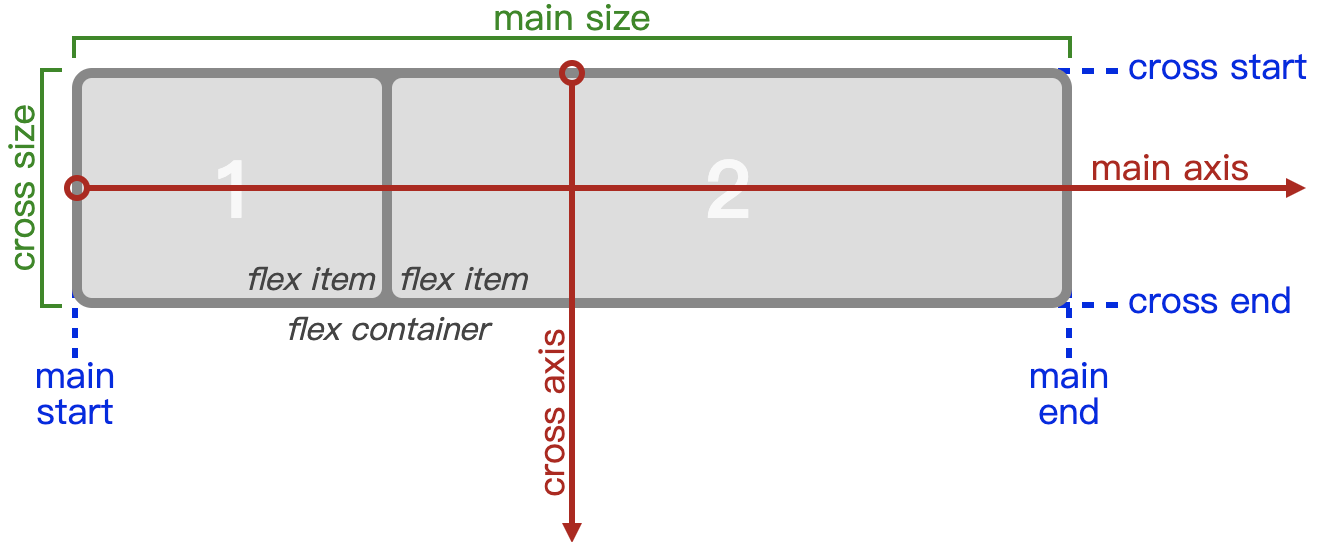 main size
cross start
cross size
1
2
main axis
flex item
flex item
cross end
flex container
cross axis
main
start
main
end